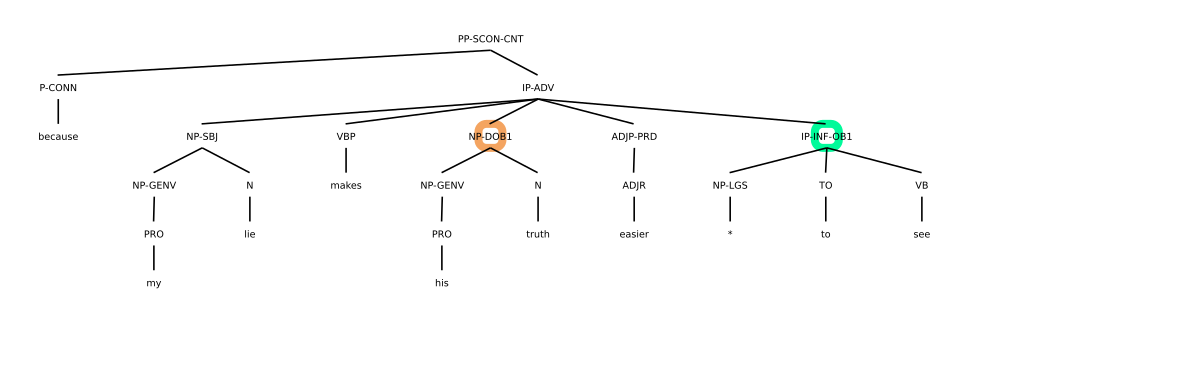 PP-SCON-CNT
P-CONN IP-ADV
because NP-SBJ VBP NP-DOB1 ADJP-PRD IP-INF-OB1
NP-GENV N makes NP-GENV N ADJR NP-LGS TO VB
PRO lie PRO truth easier * to see
my his